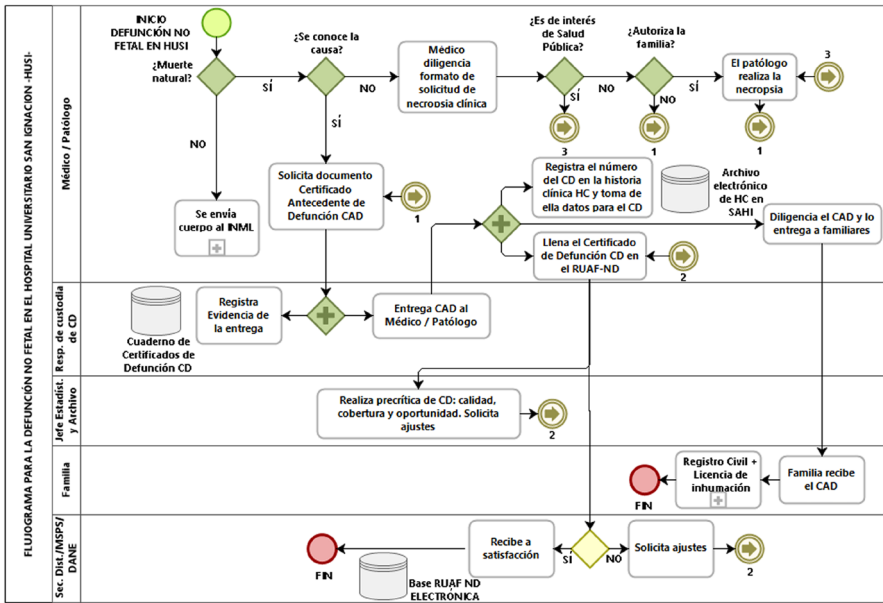 FLUJOGRAMA PARA LA DEFUNCIÓN NO FETAL EN EL HOSPITAL UNIVERSITARIO SAN IGNACION -HUSI-
Médico / Patólogo
INICIO
DEFUNCIÓN NO
FETAL EN HUSI
¿Muerte
natural?
SÍ
NO
Se envía
cuerpo al INML
¿Se conoce la
causa?
NO
SÍ
Médico
diligencia
formato de
solicitud de
necropsia clínica
¿Es de interés
de Salud
Pública?
SÍ
NO
3
¿Autoriza la
familia?
SÍ
NO
1
El patólogo
realiza la
necropsia
3
1
Solicita documento
Certificado
Antecedente de
Defunción CAD
1
Registra el número
del CD en la historia
clínica HC y toma de
ella datos para el CD
Archivo
electrónico
de HC en
SAHI
Llena el Certificado
de Defunción CD en
el RUAF-ND
2
Diligencia el CAD y lo
entrega a familiares
Resp. de custodia
de CD
Cuaderno de
Certificados de
Defunción CD
Registra
Evidencia de
la entrega
Entrega CAD al
Médico / Patólogo
Jefe Estadíst.
y Archivo
Realiza precrítica de CD: calidad,
cobertura y oportunidad. Solicita
ajustes
2
Familia
FIN
Registro Civil +
Licencia de
inhumación
Familia recibe
el CAD
Sec. Dist./MSPS/
DANE
FIN
Base RUAF ND
ELECTRÓNICA
Recibe a
satisfacción
SÍ
NO
Solicita ajustes
2